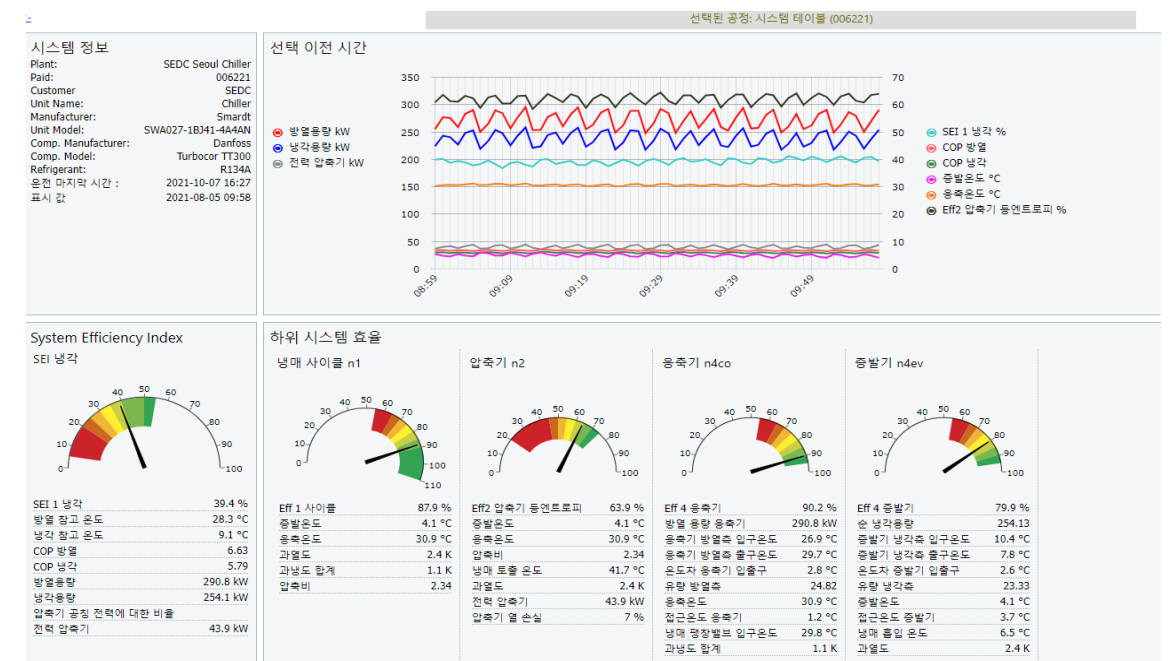 선택된 공정: 시스템 테이블 (006221)
시스템 정보
Plant: SEDC Seoul Chiller
Paid: 006221
Customer SEDC
Unit Name: Chiller
Manufacturer: Smardt
Unit Model: SWA027-1BJ41-4A4AN
Comp. Manufacturer: Danfoss
Comp. Model: Turbocor TT300
Refrigerant: R134A
운전 마지막 시간 : 2021-10-07 16:27
표시 값 2021-08-05 09:58
선택 이전 시간
방열용량 kW
냉각용량 kW
전력 압축기 kW
350
300
250
200
150
100
50
0
70
60
50
40
30
20
10
0
08:59 09:09 09:19 09:29 09:39 09:49
SEI 1 냉각 %
COP 방열
COP 냉각
증발온도 °C
응축온도 °C
Eff2 압축기 등엔트로피 %
System Efficiency Index
SEI 냉각
0 10 20 30 40 50 60 70 80 90 100
SEI 1 냉각 39.4 %
방열 참고 온도 28.3 °C
냉각 참고 온도 9.1 °C
COP 방열 6.63
COP 냉각 5.79
방열용량 290.8 kW
냉각용량 254.1 kW
압축기 공칭 전력에 대한 비율
전력 압축기 43.9 kW
하위 시스템 효율
냉매 사이클 n1
0 10 20 30 40 50 60 70 80 90 100 110
Eff 1 사이클 87.9 %
증발온도 4.1 °C
응축온도 30.9 °C
과열도 2.4 K
과냉도 합계 1.1 K
압축비 2.34
압축기 n2
0 10 20 30 40 50 60 70 80 90 100
Eff2 압축기 등엔트로피 63.9 %
증발온도 4.1 °C
응축온도 30.9 °C
압축비 2.34
냉매 토출 온도 41.7 °C
과열도 2.4 K
전력 압축기 43.9 kW
압축기 열 손실 7 %
응축기 n4co
0 10 20 30 40 50 60 70 80 90 100
Eff 4 응축기 90.2 %
방열 용량 응축기 290.8 kW
응축기 방열측 입구온도 26.9 °C
응축기 방열측 출구온도 29.7 °C
온도차 응축기 입출구 2.8 °C
유량 방열측 24.82
응축온도 30.9 °C
접근온도 응축기 1.2 °C
냉매 팽창밸브 입구온도 29.8 °C
과냉도 합계 1.1 K
증발기 n4ev
0 10 20 30 40 50 60 70 80 90 100
Eff 4 증발기 79.9 %
순 냉각용량 254.13
증발기 냉각측 입구온도 10.4 °C
증발기 냉각측 출구온도 7.8 °C
온도차 증발기 입출구 2.6 °C
유량 냉각측 23.33
증발온도 4.1 °C
접근온도 증발기 3.7 °C
냉매 흡입 온도 6.5 °C
과열도 2.4 K